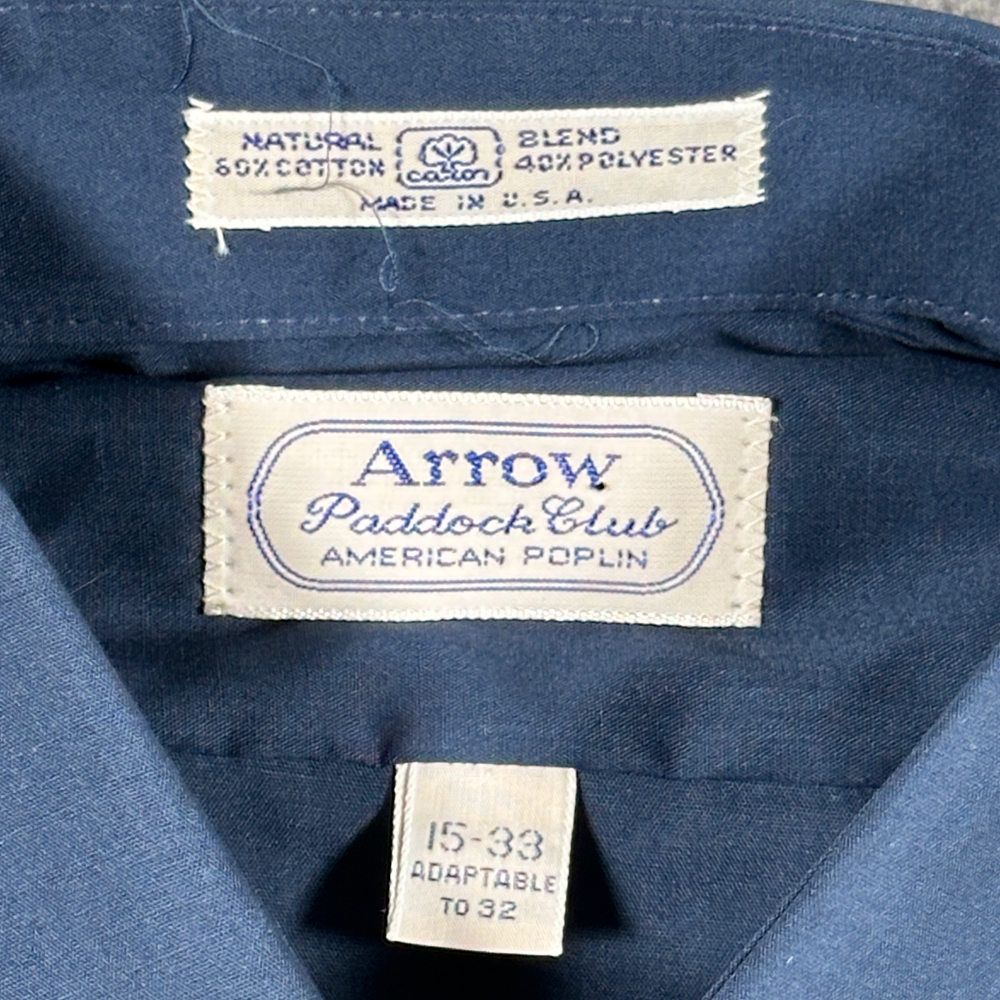 NATURAL BLEND
60% COTTON cotton 40% POLYESTER
MADE IN U.S.A.
Arrow
Paddock Club
AMERICAN POPLIN
15-33
ADAPTABLE
TO 32